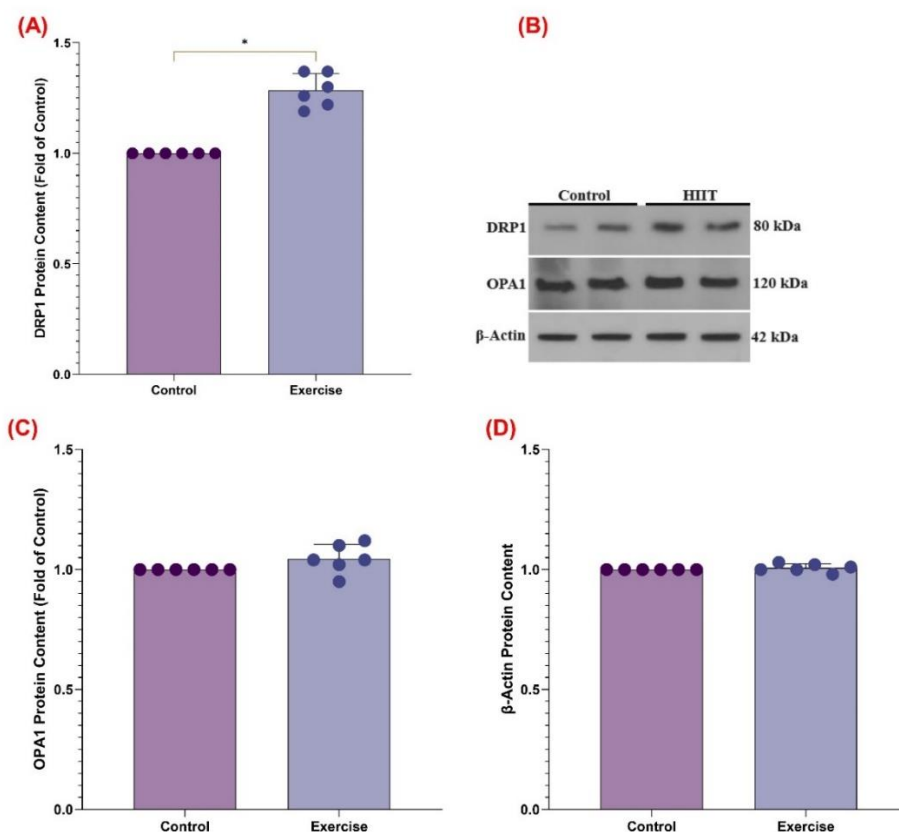 (A)
DRP1 Protein Content (Fold of Control)
1.5
1.0
0.5
0.0
*
Control Exercise
(B)
Control HIIT
DRP1 80 kDa
OPA1 120 kDa
β-Actin 42 kDa
(C)
OPA1 Protein Content (Fold of Control)
1.5
1.0
0.5
0.0
Control Exercise
(D)
β-Actin Protein Content
1.5
1.0
0.5
0.0
Control Exercise